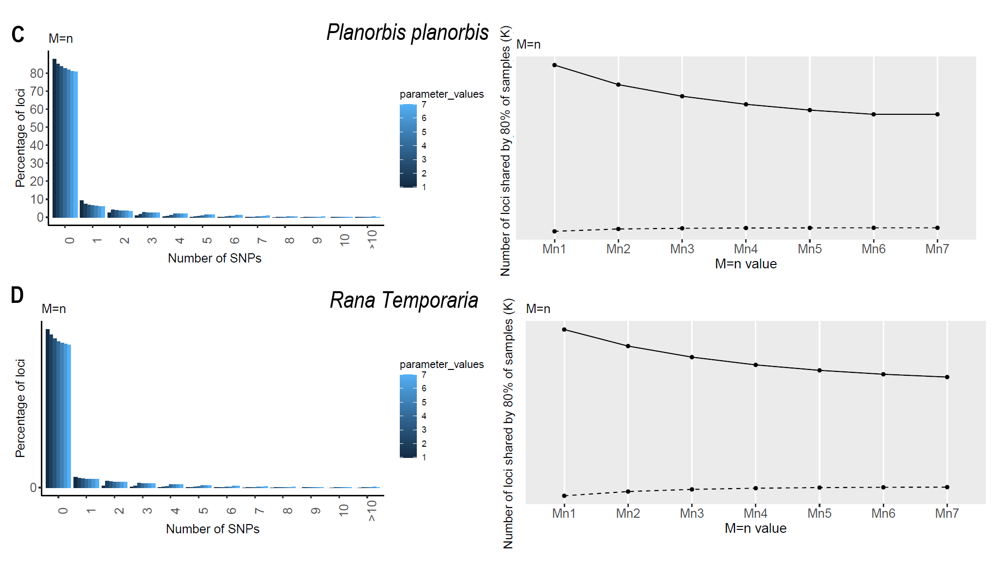 C
M=n
Planorbis planorbis
Percentage of loci
80
70
60
50
40
30
20
10
0
0
1
2
3
4
5
6
7
8
9
10
>10
Number of SNPs
parameter_values
7
6
5
4
3
2
1
Number of loci shared by 80% of samples (K)
M=n
Mn1
Mn2
Mn3
Mn4
Mn5
Mn6
Mn7
M=n value
D
M=n
Rana Temporaria
Percentage of loci
0
0
1
2
3
4
5
6
7
8
9
10
>10
Number of SNPs
parameter_values
7
6
5
4
3
2
1
Number of loci shared by 80% of samples (K)
M=n
Mn1
Mn2
Mn3
Mn4
Mn5
Mn6
Mn7
M=n value